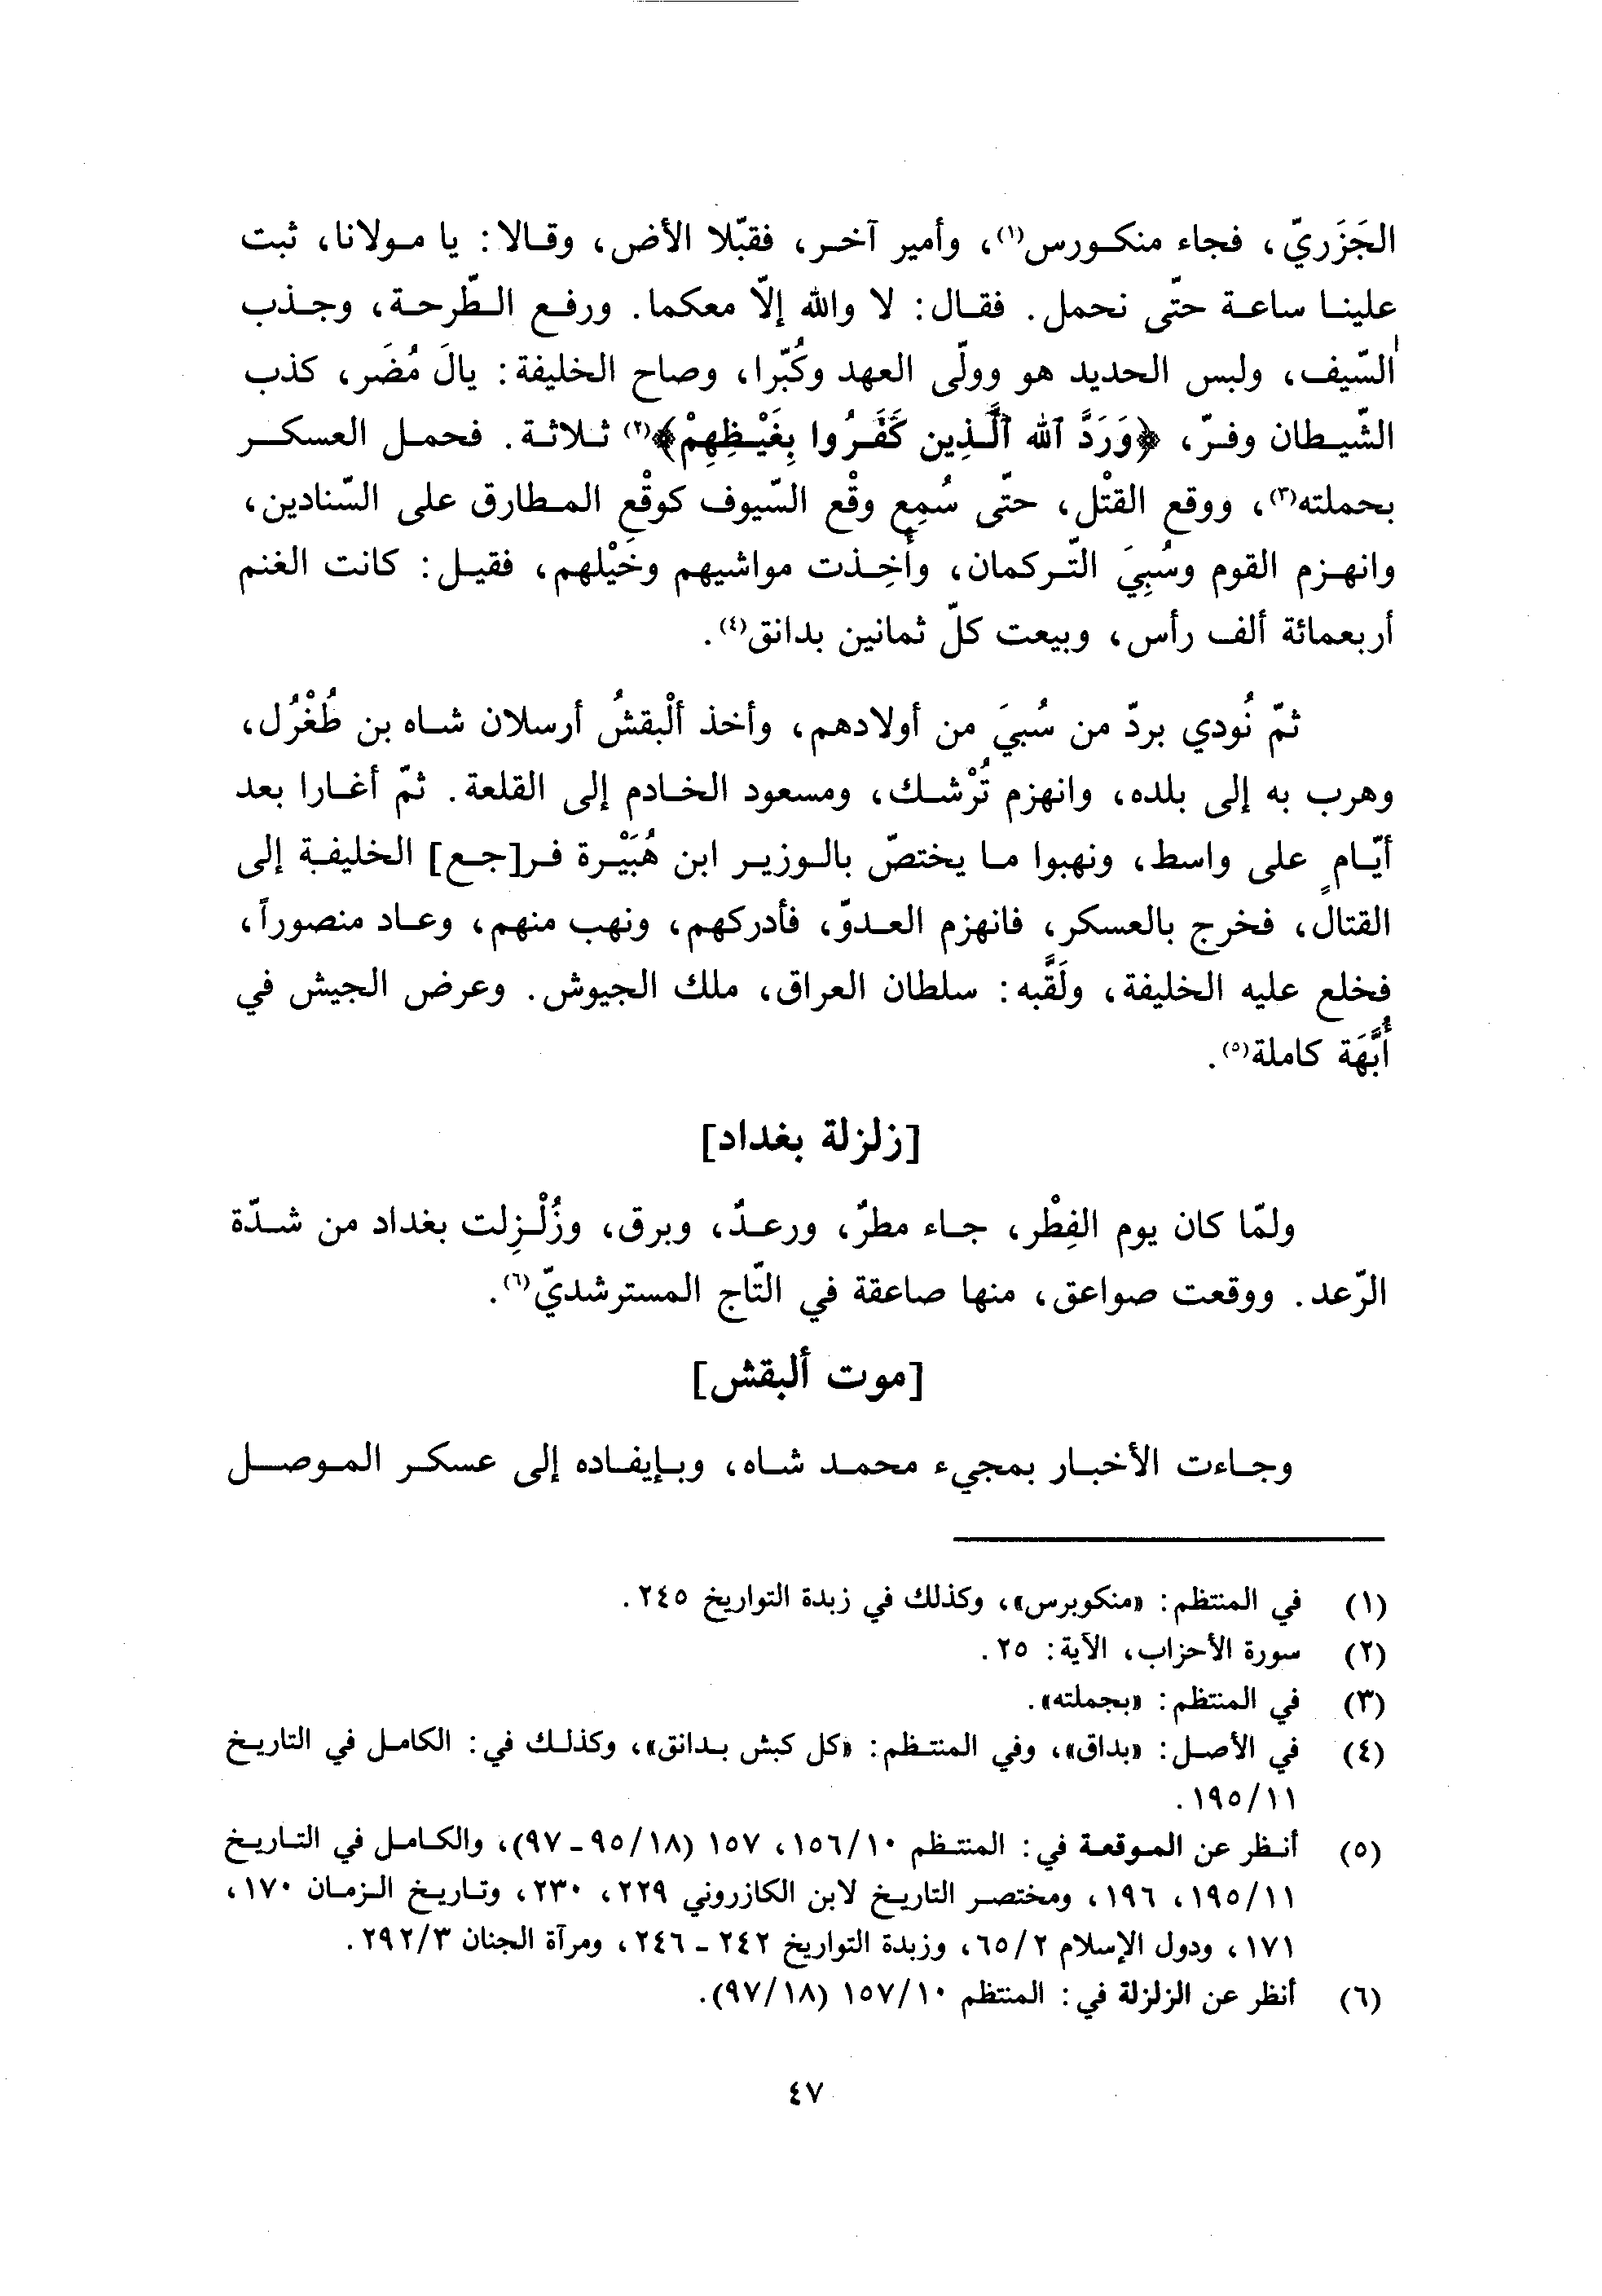 الجَزَريّ، فجاء منكورس(١)، وأمير آخر، فقبّلا الأض، وقالا: يا مولانا، ثبت
علينا ساعة حتّى نحمل. فقال: لا والله إلّا معكما. ورفع الطّرحة، وجذب
السّيف، ولبس الحديد هو وولّى العهد وكُبّرا، وصاح الخليفة: يالَ مُضَر، كذب
الشّيطان وفرّ، ﴿وَرَدَّ ٱلله ٱلَّذِين كَفَرُوا بِغَيْظِهِمْ﴾(٢) ثلاثة. فحمل العسكر
بحملته(٣)، ووقع القتْل، حتّى سُمِع وقْع السّيوف كوقْع المطارق على السّنادين،
وانهزم القوم وسُبِيَ التّركمان، وأُخِذت مواشيهم وخَيْلهم، فقيل: كانت الغنم
أربعمائة ألف رأس، وبيعت كلّ ثمانين بدانق(٤).
ثمّ نُودي بردّ من سُبيَ من أولادهم، وأخذ ألْبقشُ أرسلان شاه بن طُغْرُل،
وهرب به إلى بلده، وانهزم تُرْشك، ومسعود الخادم إلى القلعة. ثمّ أغارا بعد
أيّامٍ على واسط، ونهبوا ما يختصّ بالوزير ابن هُبَيْرة فر[جع] الخليفة إلى
القتال، فخرج بالعسكر، فانهزم العدوّ، فأدركهم، ونهب منهم، وعاد منصوراً،
فخلع عليه الخليفة، ولَقَّبه: سلطان العراق، ملك الجيوش. وعرض الجيش في
أُبَّهَة كاملة(٥).
[زلزلة بغداد]
ولمّا كان يوم الفِطْر، جاء مطرٌ، ورعدٌ، وبرق، وزُلْزِلت بغداد من شدّة
الرّعد. ووقعت صواعق، منها صاعقة في التّاج المسترشديّ(٦).
[موت ألبقش]
وجاءت الأخبار بمجيء محمد شاه، وبإيفاده إلى عسكر الموصل
(١) في المنتظم: «منكوبرس»، وكذلك في زبدة التواريخ ٢٤٥.
(٢) سورة الأحزاب، الآية: ٢٥.
(٣) في المنتظم: «بجملته».
(٤) في الأصل: «بداق»، وفي المنتظم: «كل كبش بدانق»، وكذلك في: الكامل في التاريخ
١٩٥/١١.
(٥) أنظر عن الموقعة في: المنتظم ١٥٦/١٠، ١٥٧ (٩٥/١٨ - ٩٧)، والكامل في التاريخ
١٩٥/١١، ١٩٦، ومختصر التاريخ لابن الكازروني ٢٢٩، ٢٣٠، وتاريخ الزمان ١٧٠،
١٧١، ودول الإسلام ٦٥/٢، وزبدة التواريخ ٢٤٢ - ٢٤٦، ومرآة الجنان ٢٩٢/٣.
(٦) أنظر عن الزلزلة في: المنتظم ١٥٧/١٠ (٩٧/١٨).
٤٧